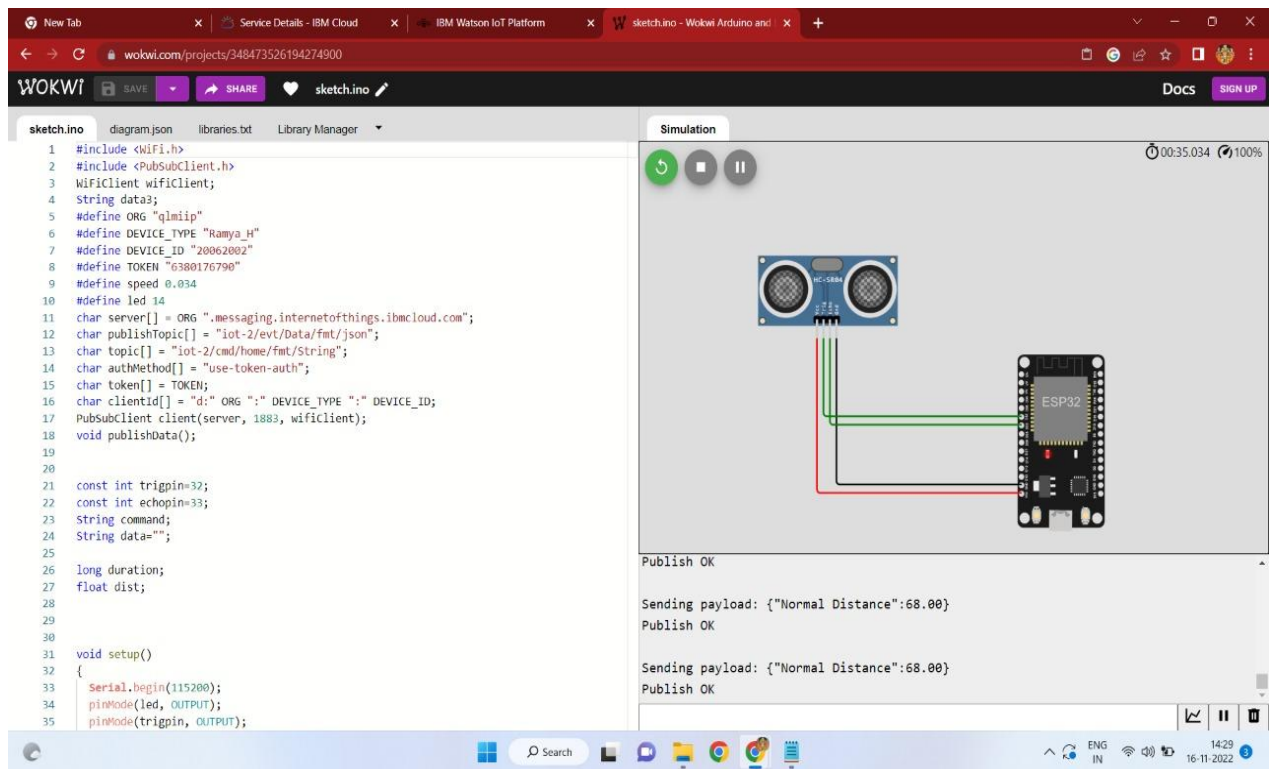 New Tab
Service Details - IBM Cloud
IBM Watson IoT Platform
sketch.ino - Wokwi Arduino and
wokwi.com/projects/348473526194274900
WOKWI
SAVE
SHARE
sketch.ino
Docs
SIGN UP
sketch.ino diagram.json libraries.txt Library Manager
1 #include <WiFi.h>
2 #include <PubSubClient.h>
3 WiFiClient wifiClient;
4 String data3;
5 #define ORG "qlmiip"
6 #define DEVICE_TYPE "Ramya_H"
7 #define DEVICE_ID "20062002"
8 #define TOKEN "6380176790"
9 #define speed 0.034
10 #define led 14
11 char server[] = ORG ".messaging.internetofthings.ibmcloud.com";
12 char publishTopic[] = "iot-2/evt/Data/fmt/json";
13 char topic[] = "iot-2/cmd/home/fmt/String";
14 char authMethod[] = "use-token-auth";
15 char token[] = TOKEN;
16 char clientId[] = "d:" ORG ":" DEVICE_TYPE ":" DEVICE_ID;
17 PubSubClient client(server, 1883, wifiClient);
18 void publishData();
19
20
21 const int trigpin=32;
22 const int echopin=33;
23 String command;
24 String data="";
25
26 long duration;
27 float dist;
28
29
30
31 void setup()
32 {
33 Serial.begin(115200);
34 pinMode(led, OUTPUT);
35 pinMode(trigpin, OUTPUT);
Simulation
00:35.034 100%
HC-SR04
ESP32
Publish OK
Sending payload: {"Normal Distance":68.00}
Publish OK
Sending payload: {"Normal Distance":68.00}
Publish OK
Search
ENG
IN
14:29
16-11-2022
3